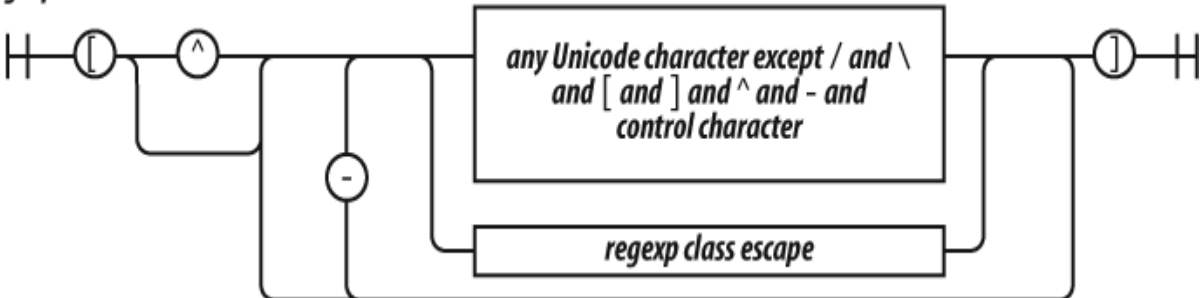 [ ^ any Unicode character except / and \ ]
and [ and ] and ^ and - and
control character
-
regexp class escape